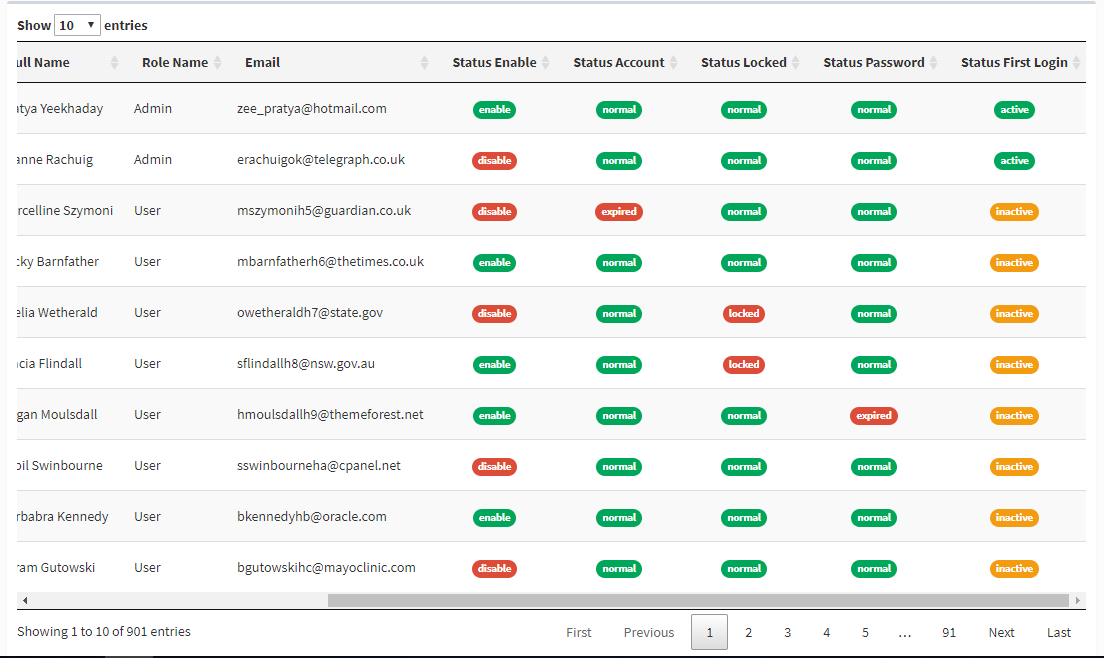 Show 10 entries
ull Name Role Name Email Status Enable Status Account Status Locked Status Password Status First Login
atya Yeekhaday Admin zee_pratya@hotmail.com enable normal normal normal active
anne Rachuig Admin erachuigok@telegraph.co.uk disable normal normal normal active
rcelline Szymoni User mszymonih5@guardian.co.uk disable expired normal normal inactive
cky Barnfather User mbarnfatherh6@thetimes.co.uk enable normal normal normal inactive
elia Wetherald User owetheraldh7@state.gov disable normal locked normal inactive
cia Flindall User sflindallh8@nsw.gov.au enable normal locked normal inactive
gan Moulsdall User hmoulsdallh9@themeforest.net enable normal normal expired inactive
bil Swinbourne User sswinbourneha@cpanel.net disable normal normal normal inactive
rbabra Kennedy User bkennedyhb@oracle.com enable normal normal normal inactive
ram Gutowski User bgutowskihc@mayoclinic.com disable normal normal normal inactive
Showing 1 to 10 of 901 entries First Previous 1 2 3 4 5 … 91 Next Last